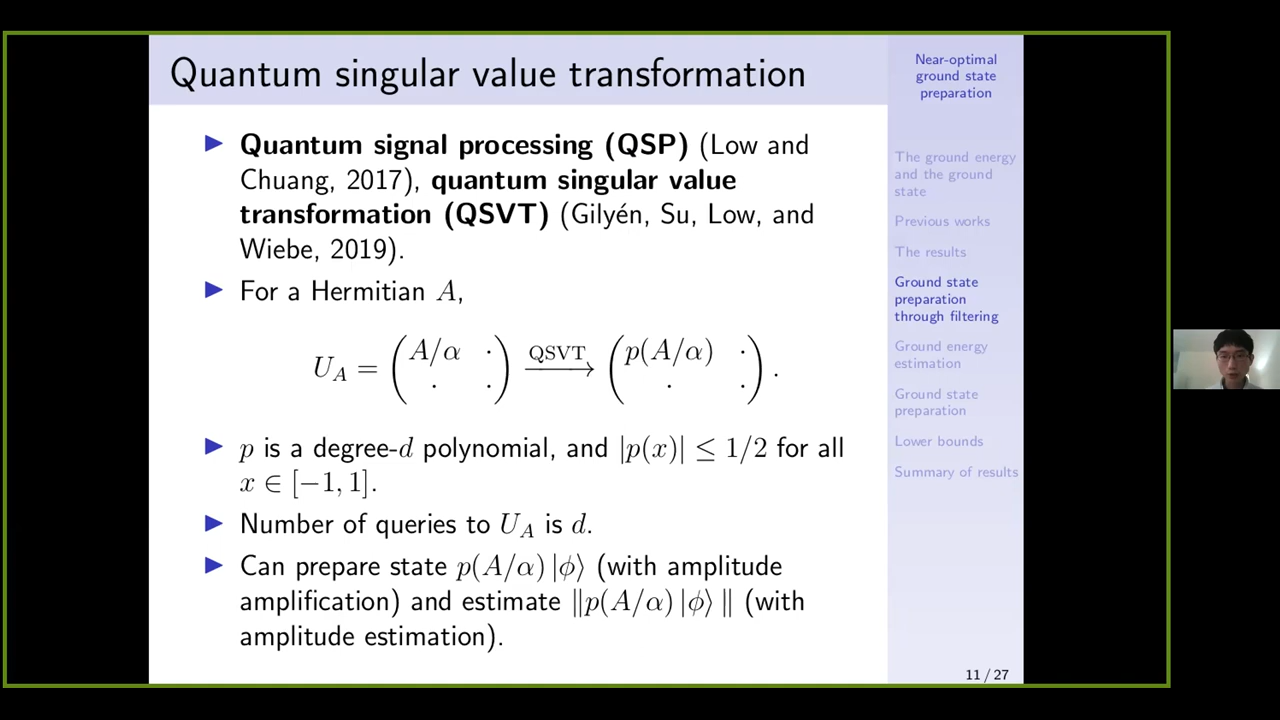 Quantum singular value transformation
▶ Quantum signal processing (QSP) (Low and
Chuang, 2017), quantum singular value
transformation (QSVT) (Gilyén, Su, Low, and
Wiebe, 2019).
▶ For a Hermitian A,
U_A = ( A/α · ; · · ) —QSVT→ ( p(A/α) · ; · · ).
▶ p is a degree-d polynomial, and |p(x)| ≤ 1/2 for all
x ∈ [−1, 1].
▶ Number of queries to U_A is d.
▶ Can prepare state p(A/α) |ϕ⟩ (with amplitude
amplification) and estimate ‖p(A/α) |ϕ⟩ ‖ (with
amplitude estimation).
Near-optimal
ground state
preparation
The ground energy
and the ground
state
Previous works
The results
Ground state
preparation
through filtering
Ground energy
estimation
Ground state
preparation
Lower bounds
Summary of results
11 / 27